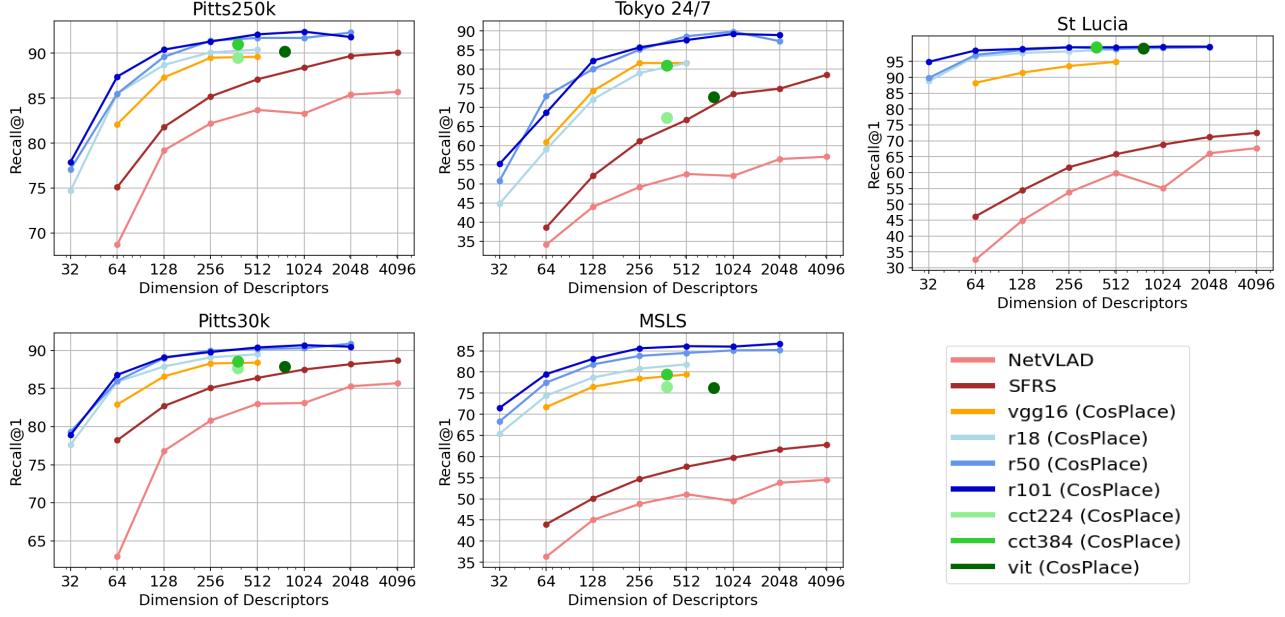 Pitts250k
Recall@1
90
85
80
75
70
32 64 128 256 512 1024 2048 4096
Dimension of Descriptors
Tokyo 24/7
Recall@1
90
85
80
75
70
65
60
55
50
45
40
35
32 64 128 256 512 1024 2048 4096
Dimension of Descriptors
St Lucia
Recall@1
95
90
85
80
75
70
65
60
55
50
45
40
35
30
32 64 128 256 512 1024 2048 4096
Dimension of Descriptors
Pitts30k
Recall@1
90
85
80
75
70
65
32 64 128 256 512 1024 2048 4096
Dimension of Descriptors
MSLS
Recall@1
85
80
75
70
65
60
55
50
45
40
35
32 64 128 256 512 1024 2048 4096
Dimension of Descriptors
NetVLAD
SFRS
vgg16 (CosPlace)
r18 (CosPlace)
r50 (CosPlace)
r101 (CosPlace)
cct224 (CosPlace)
cct384 (CosPlace)
vit (CosPlace)